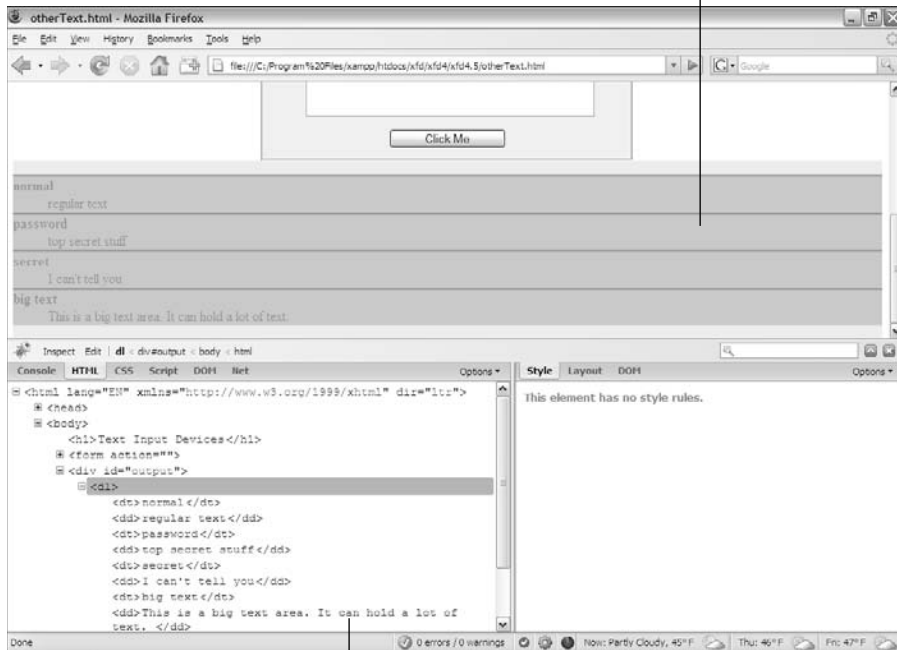 otherText.html - Mozilla Firefox
File Edit View History Bookmarks Tools Help
file:///C:/Program%20Files/xampp/htdocs/xfd/xfd4/xfd4.5/otherText.html
Google
Click Me
normal
regular text
password
top secret stuff
secret
I can't tell you
big text
This is a big text area. It can hold a lot of text.
Inspect Edit | dl < div#output < body < html
Console HTML CSS Script DOM Net Options
<html lang="EN" xmlns="http://www.w3.org/1999/xhtml" dir="ltr">
<head>
<body>
<h1>Text Input Devices</h1>
<form action="">
<div id="output">
<dl>
<dt>normal</dt>
<dd>regular text</dd>
<dt>password</dt>
<dd>top secret stuff</dd>
<dt>secret</dt>
<dd>I can't tell you</dd>
<dt>big text</dt>
<dd>This is a big text area. It can hold a lot of
text. </dd>
Style Layout DOM Options
This element has no style rules.
Done
0 errors / 0 warnings
Now: Partly Cloudy, 45°F
Thu: 46°F
Fri: 47°F